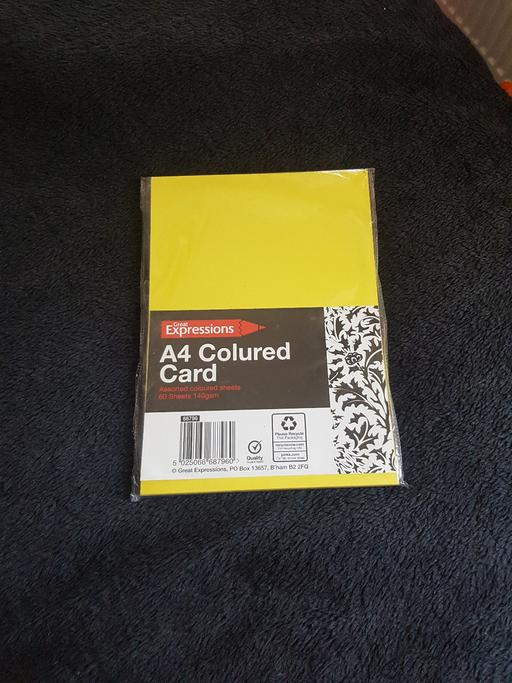 Great
Expressions
A4 Colured
Card
Assorted coloured sheets
60 Sheets 140gsm
68796
5 025066 687960 >
Quality
Please Recycle
This Packaging
© Great Expressions, PO Box 13657, B'ham B2 2FQ